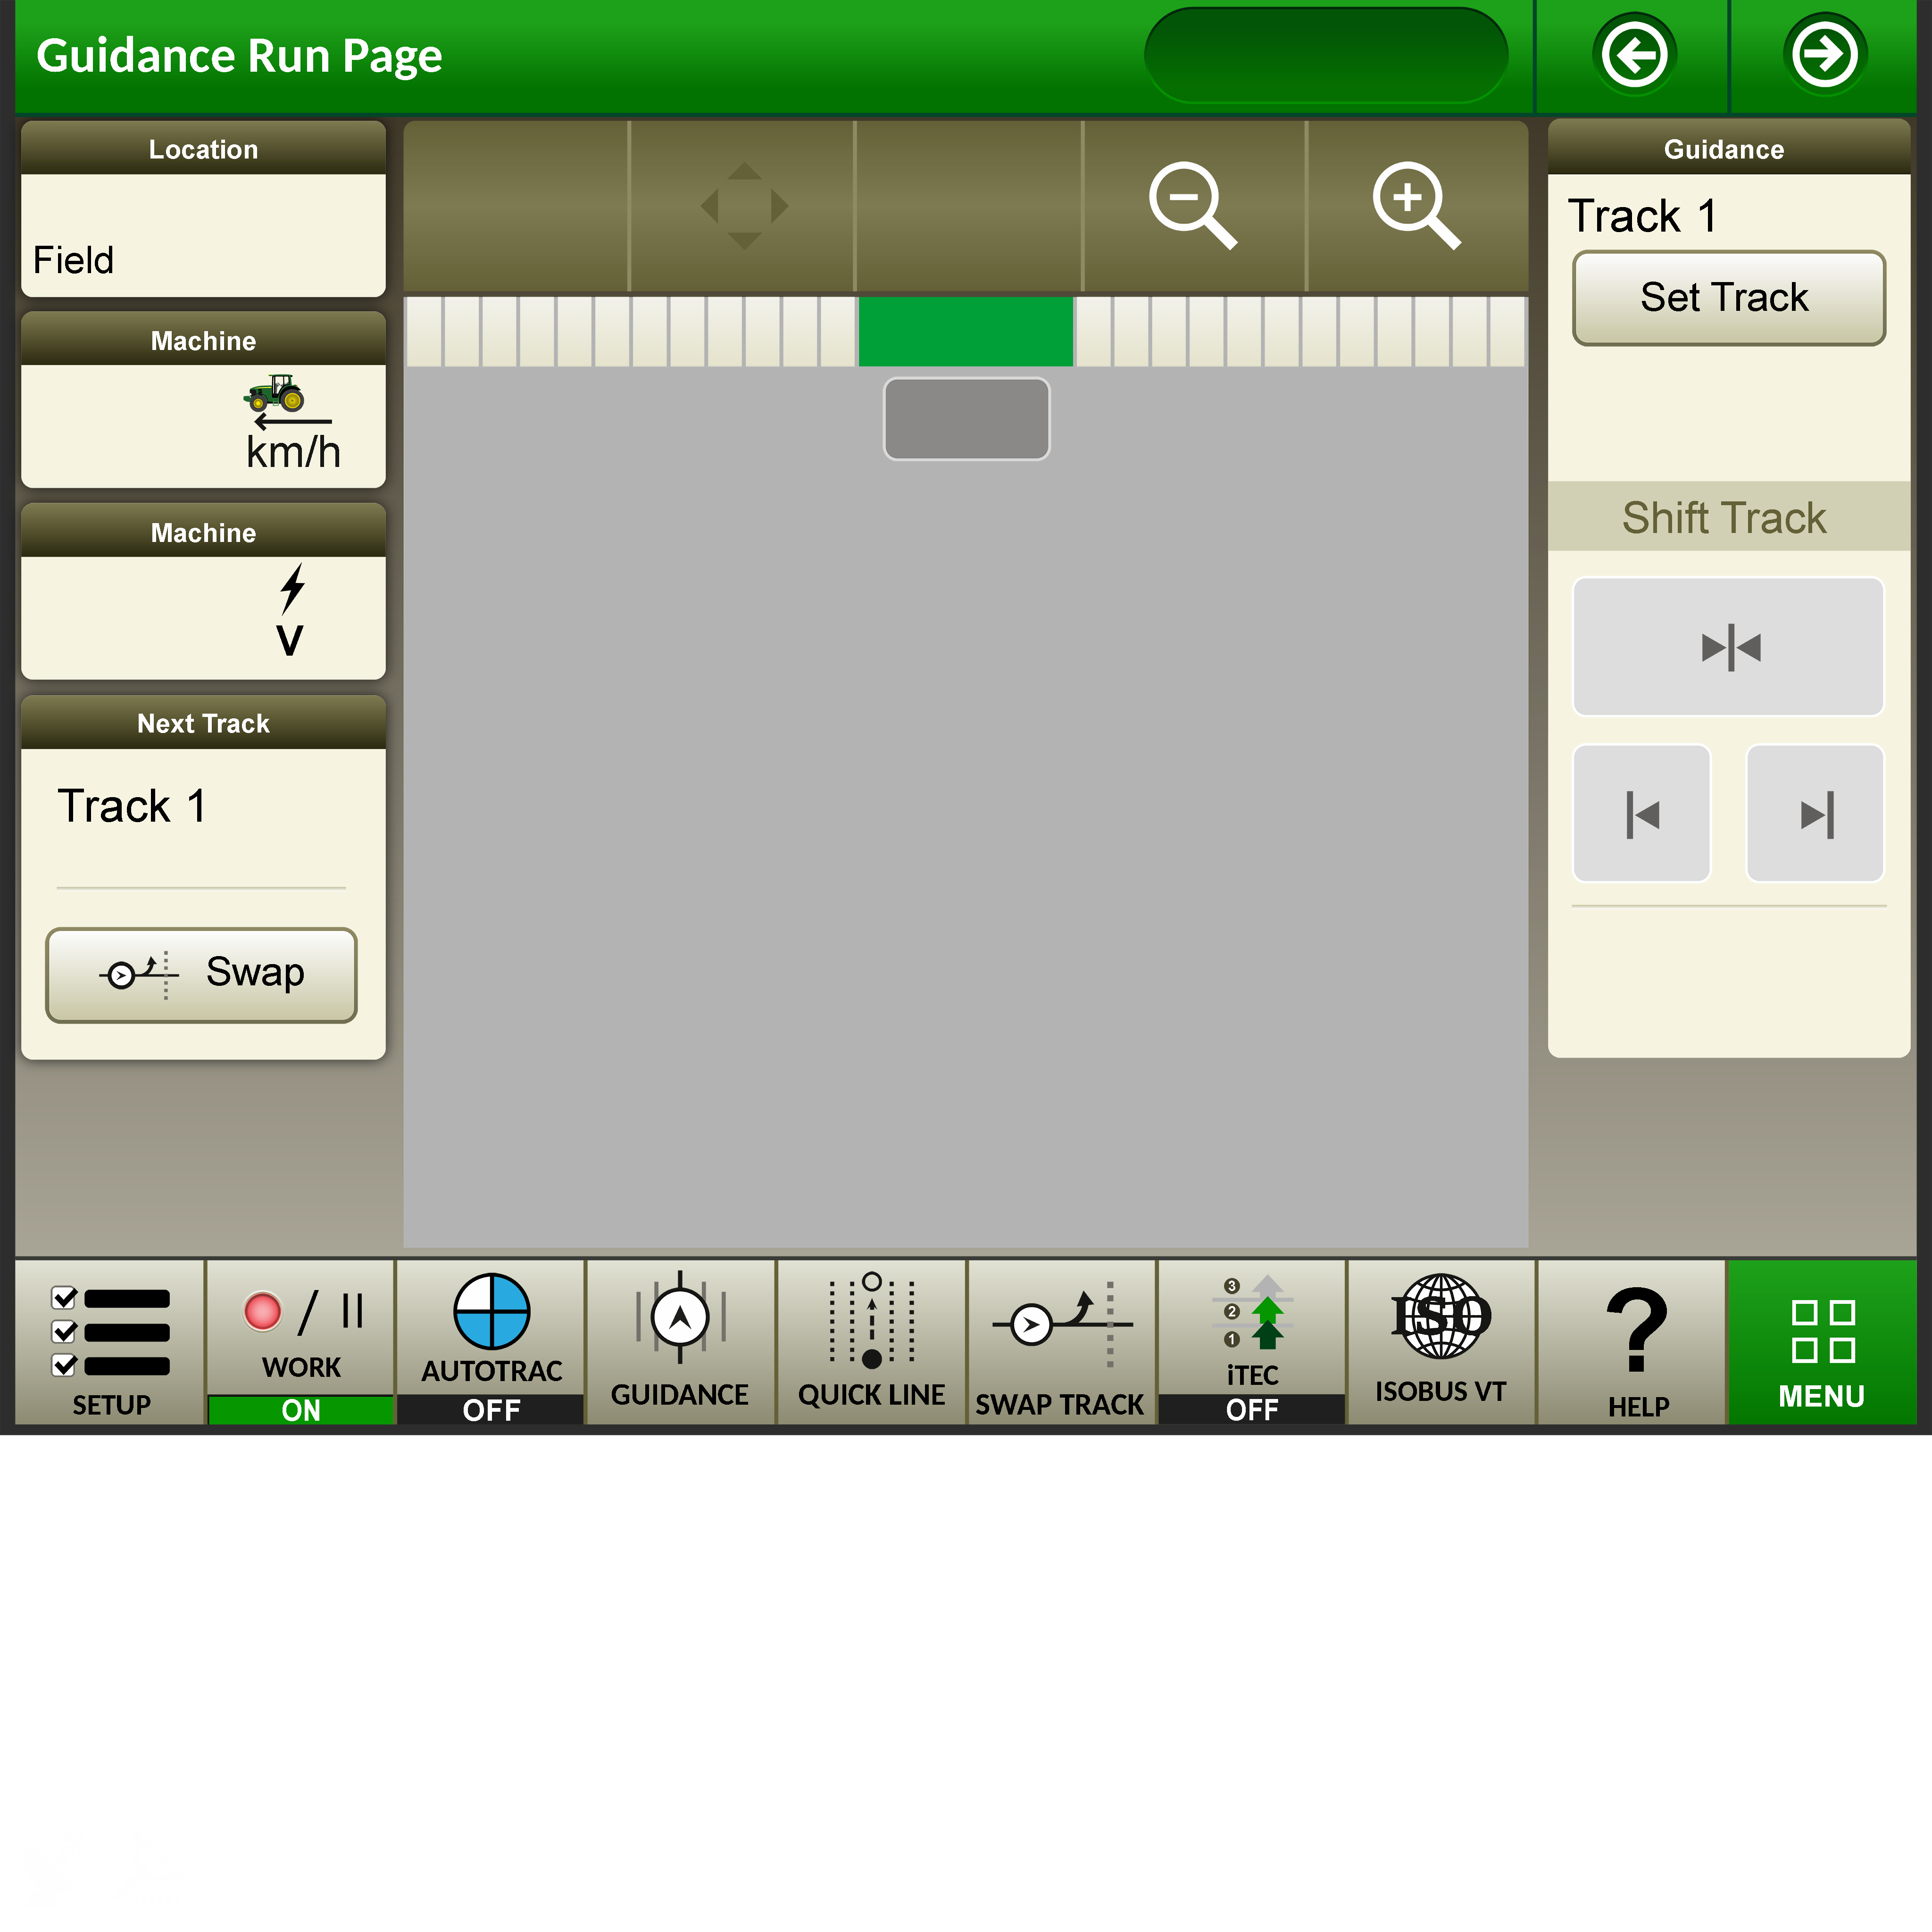 Guidance Run Page
Location
Field
Machine
km/h
Machine
V
Next Track
Track 1
Swap
Guidance
Track 1
Set Track
Shift Track
SETUP
WORK
ON
AUTOTRAC
OFF
GUIDANCE
QUICK LINE
SWAP TRACK
3
2
1
iTEC
OFF
ISO
ISOBUS VT
?
HELP
MENU